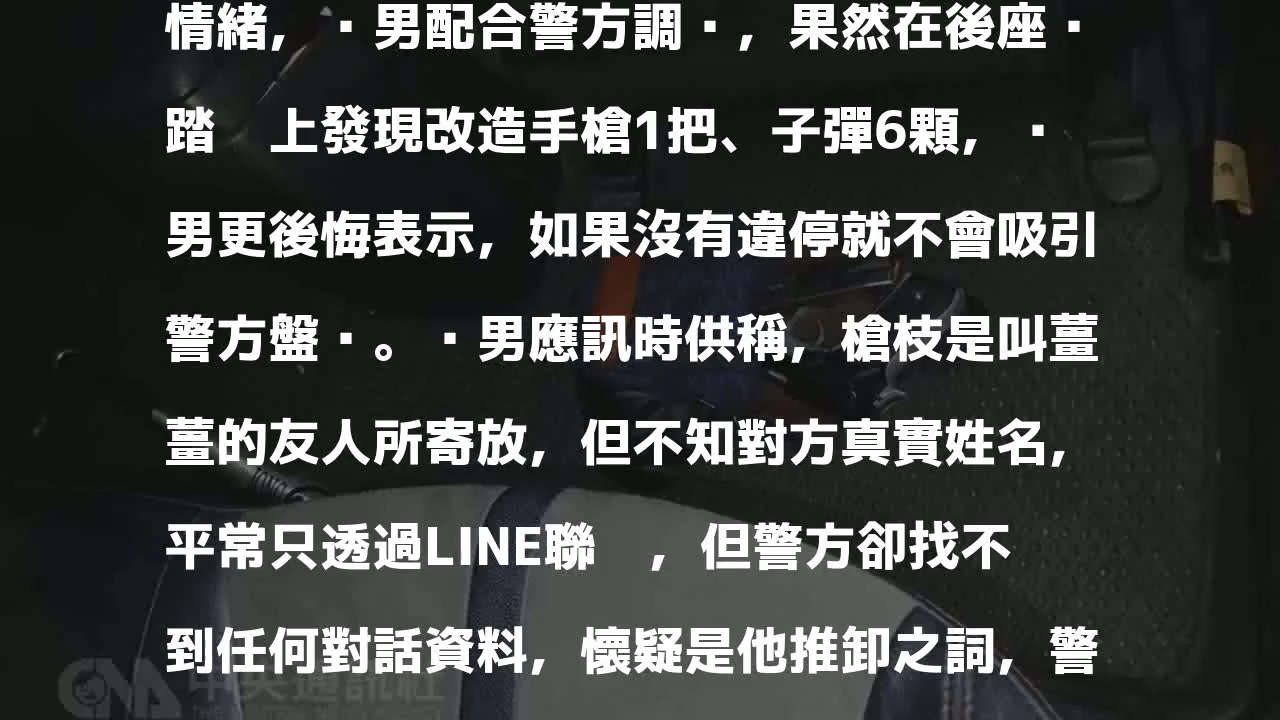 情緒，▪男配合警方調▪，果然在後座▪
踏　上發現改造手槍1把、子彈6顆，▪
男更後悔表示，如果沒有違停就不會吸引
警方盤▪。▪男應訊時供稱，槍枝是叫薑
薑的友人所寄放，但不知對方真實姓名，
平常只透過LINE聯　，但警方卻找不
到任何對話資料，懷疑是他推卸之詞，警
中央通訊社